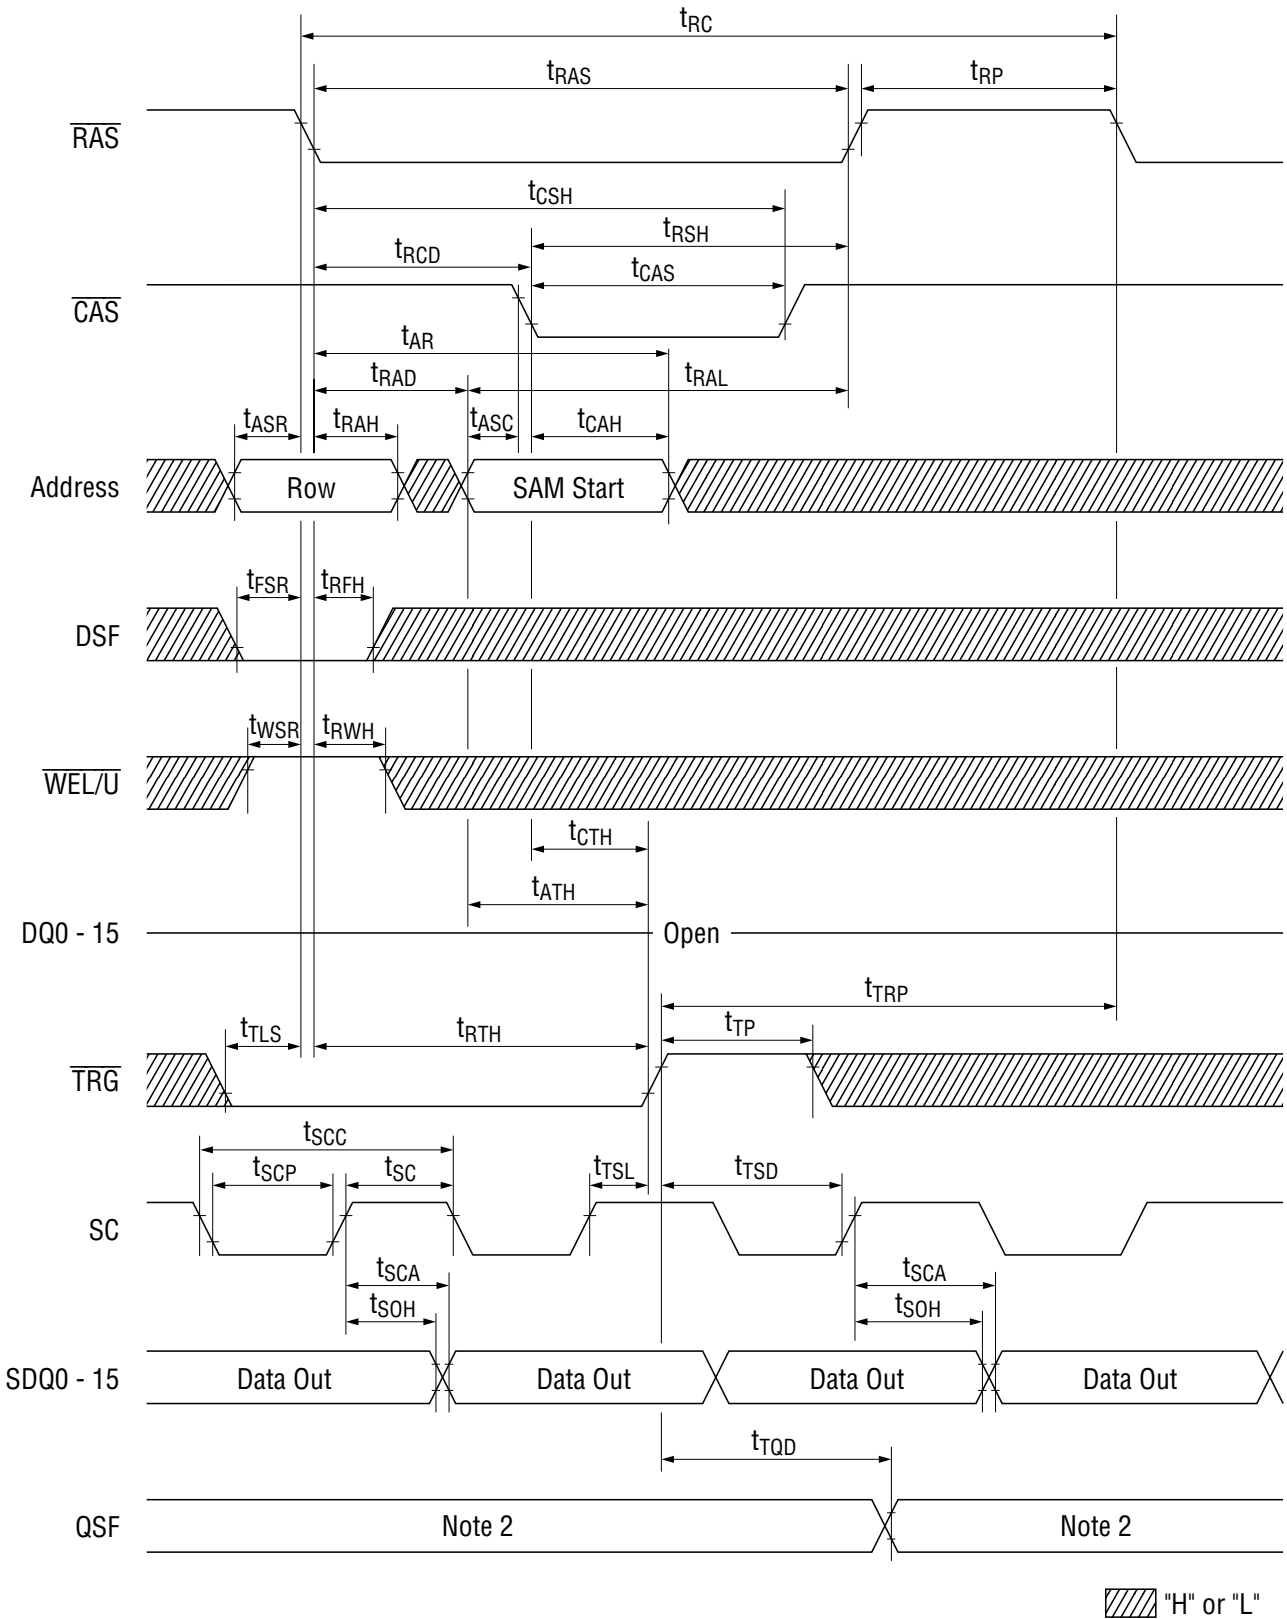 tRC
tRAS
tRP
RAS
tCSH
tRSH
tRCD
tCAS
CAS
tAR
tRAD
tRAL
tASR
tRAH
tASC
tCAH
Address
Row
SAM Start
tFSR
tRFH
DSF
tWSR
tRWH
WEL/U
tCTH
tATH
DQ0 - 15
Open
tTRP
tTLS
tRTH
tTP
TRG
tSCC
tSCP
tSC
tTSL
tTSD
SC
tSCA
tSCA
tSOH
tSOH
SDQ0 - 15
Data Out
Data Out
Data Out
Data Out
tTQD
QSF
Note 2
Note 2
"H" or "L"